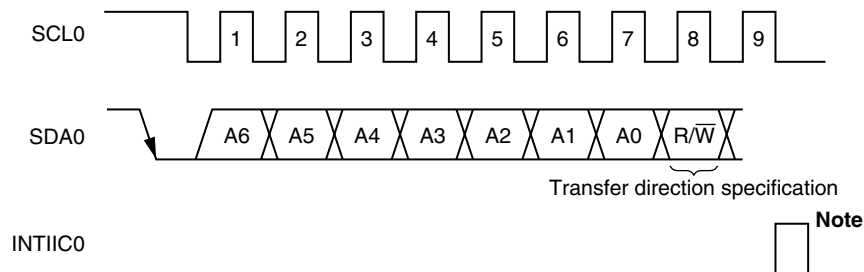 SCL0 1 2 3 4 5 6 7 8 9
SDA0 A6 A5 A4 A3 A2 A1 A0 R/W̅
Transfer direction specification
Note
INTIIC0